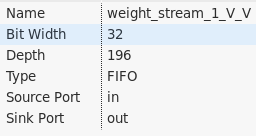 Name weight_stream_1_V_V
Bit Width 32
Depth 196
Type FIFO
Source Port in
Sink Port out